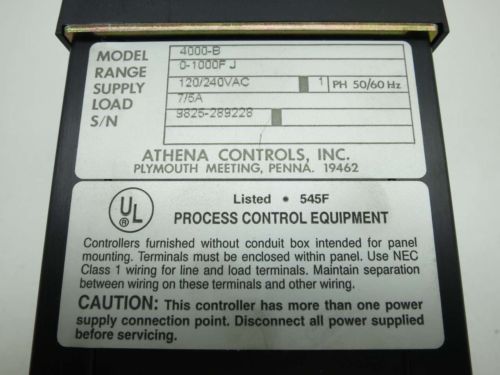 MODEL 4000-B
RANGE 0-1000F J
SUPPLY 120/240VAC 1 PH 50/60 Hz
LOAD 7/5A
S/N 9825-289228
ATHENA CONTROLS, INC.
PLYMOUTH MEETING, PENNA. 19462
UL ®
Listed • 545F
PROCESS CONTROL EQUIPMENT
Controllers furnished without conduit box intended for panel
mounting. Terminals must be enclosed within panel. Use NEC
Class 1 wiring for line and load terminals. Maintain separation
between wiring on these terminals and other wiring.
CAUTION: This controller has more than one power
supply connection point. Disconnect all power supplied
before servicing.